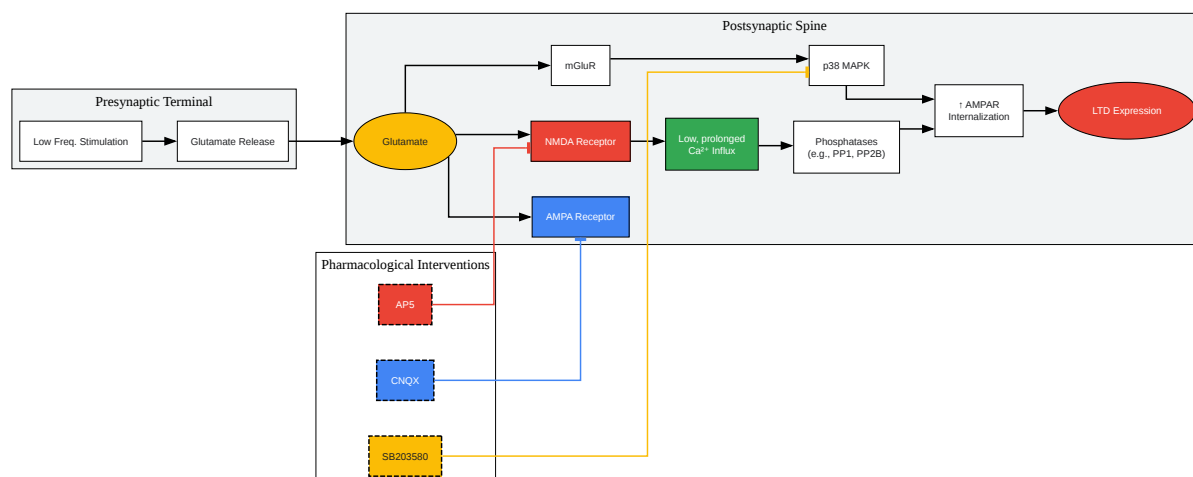 Postsynaptic Spine
Presynaptic Terminal
Low Freq. Stimulation
Glutamate Release
Glutamate
mGluR
p38 MAPK
NMDA Receptor
Low, prolonged
Ca²⁺ Influx
Phosphatases
(e.g., PP1, PP2B)
↑ AMPAR
Internalization
LTD Expression
AMPA Receptor
Pharmacological Interventions
AP5
CNQX
SB203580